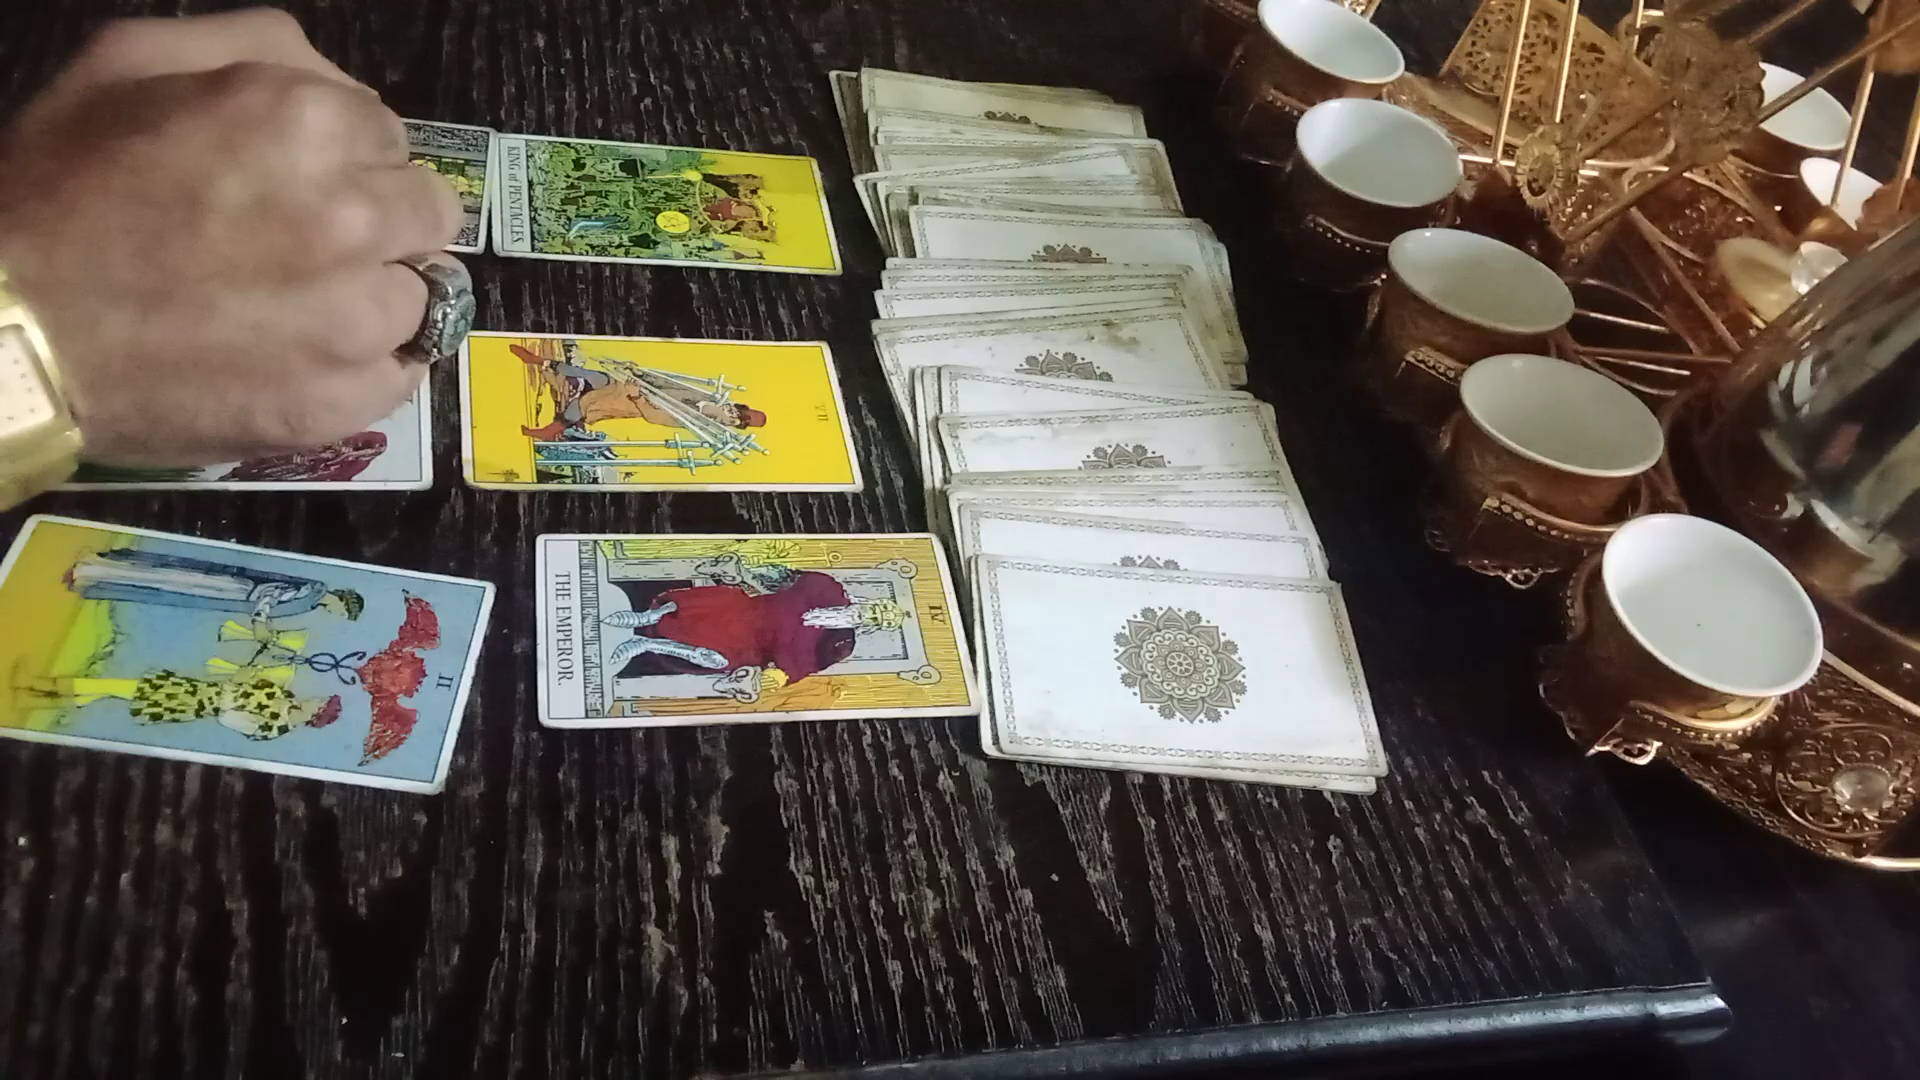 KING of PENTACLES
VII
II
THE EMPEROR.
IV